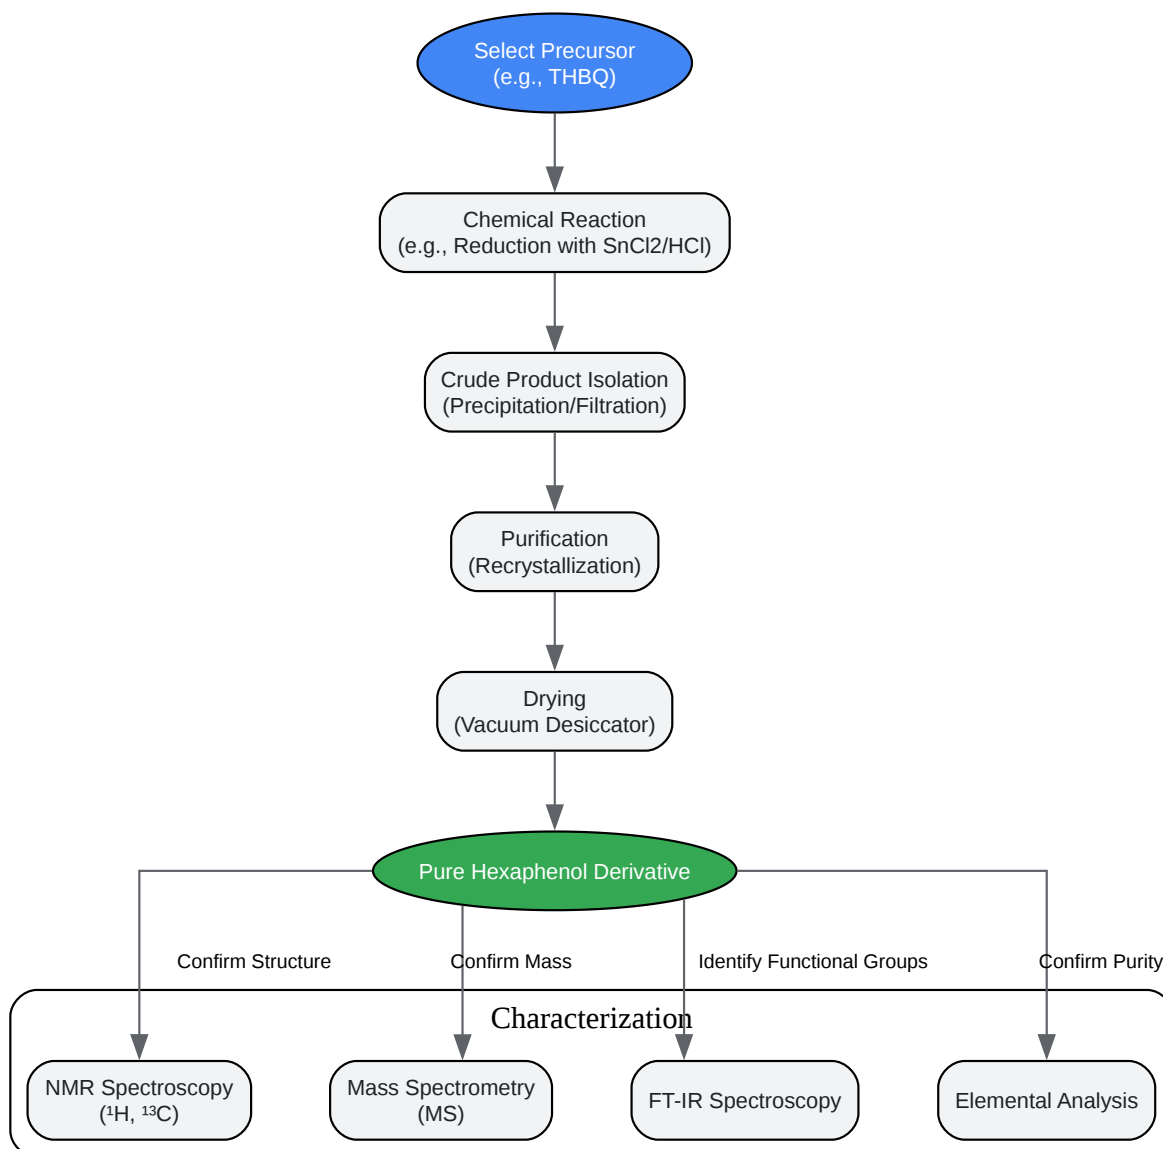 Select Precursor
(e.g., THBQ)
Chemical Reaction
(e.g., Reduction with SnCl2/HCl)
Crude Product Isolation
(Precipitation/Filtration)
Purification
(Recrystallization)
Drying
(Vacuum Desiccator)
Pure Hexaphenol Derivative
Confirm Structure
Confirm Mass
Identify Functional Groups
Confirm Purity
Characterization
NMR Spectroscopy
(¹H, ¹³C)
Mass Spectrometry
(MS)
FT-IR Spectroscopy
Elemental Analysis